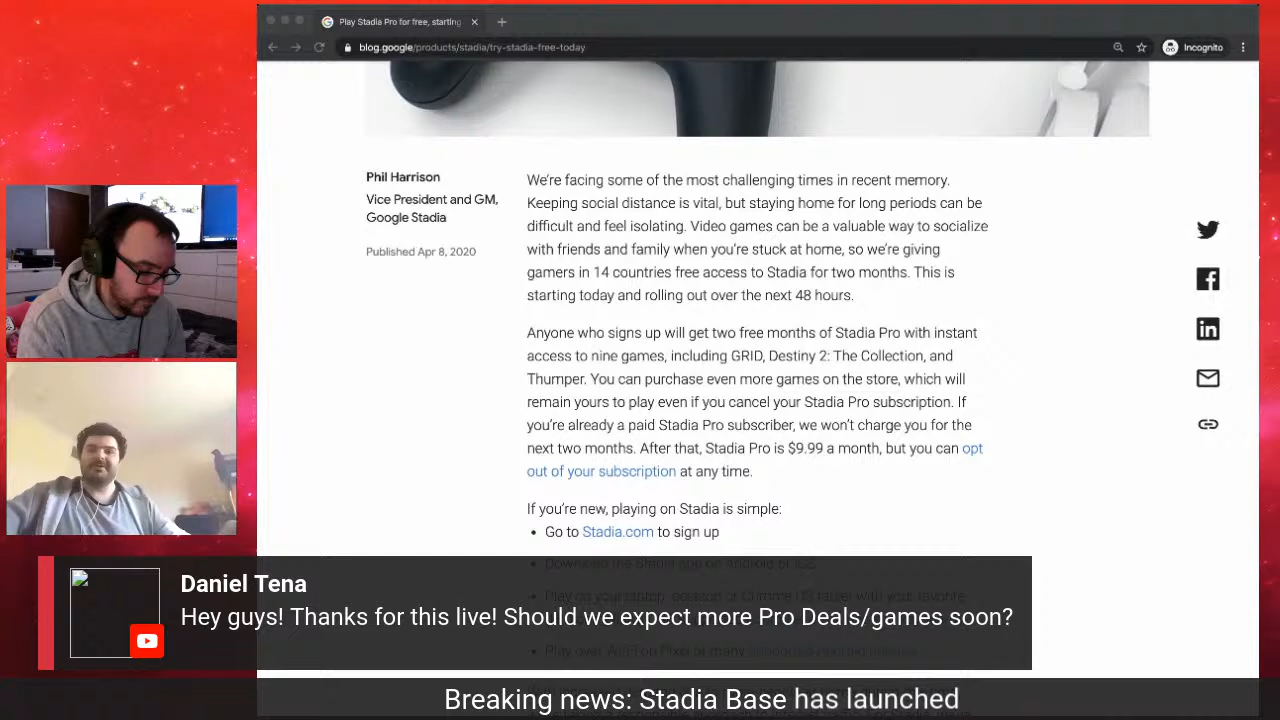 Play Stadia Pro for free, starting
blog.google/products/stadia/try-stadia-free-today
Incognito
Phil Harrison
Vice President and GM,
Google Stadia
Published Apr 8, 2020
We're facing some of the most challenging times in recent memory.
Keeping social distance is vital, but staying home for long periods can be
difficult and feel isolating. Video games can be a valuable way to socialize
with friends and family when you're stuck at home, so we're giving
gamers in 14 countries free access to Stadia for two months. This is
starting today and rolling out over the next 48 hours.
Anyone who signs up will get two free months of Stadia Pro with instant
access to nine games, including GRID, Destiny 2: The Collection, and
Thumper. You can purchase even more games on the store, which will
remain yours to play even if you cancel your Stadia Pro subscription. If
you're already a paid Stadia Pro subscriber, we won't charge you for the
next two months. After that, Stadia Pro is $9.99 a month, but you can opt
out of your subscription at any time.
If you're new, playing on Stadia is simple:
• Go to Stadia.com to sign up
Daniel Tena
Hey guys! Thanks for this live! Should we expect more Pro Deals/games soon?
Breaking news: Stadia Base has launched